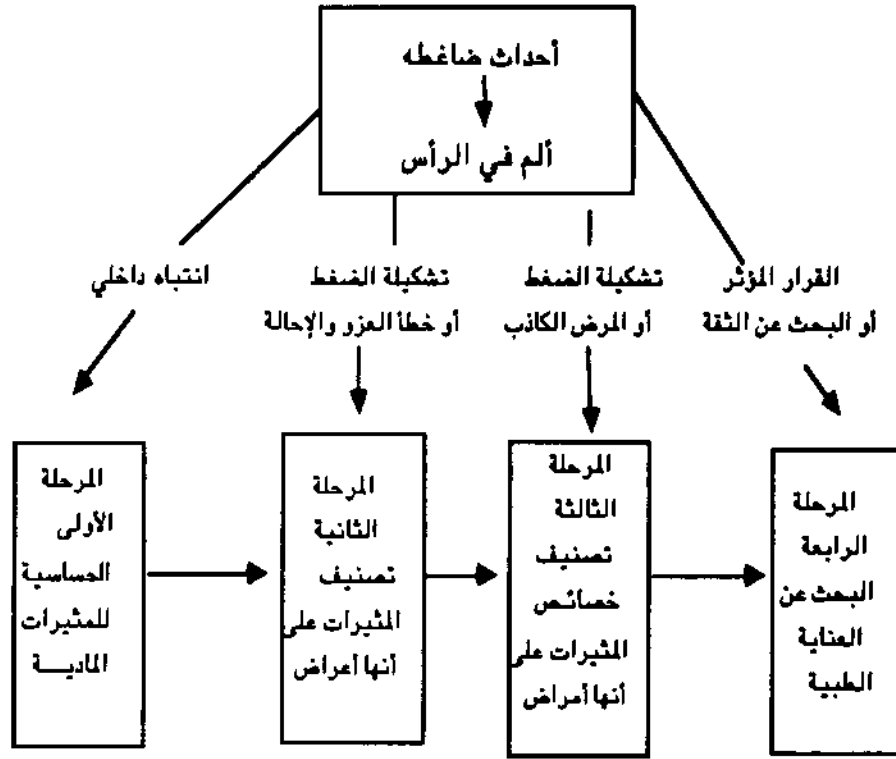 أحداث ضاغطه
ألم في الرأس
القرار المؤثر
أو البحث عن الثقة
تشكيلة الضغط
أو المرض الكاذب
تشكيلة الضغط
أو خطأ العزو والإحالة
انتباه داخلي
المرحلة
الأولى
الحساسية
للمثيرات
الماديــة
المرحلة
الثانية
تصنيف
المثيرات على
أنها أعراض
المرحلة
الثالثة
تصنيف
خصائص
المثيرات على
أنها أمراض
المرحلة
الرابعة
البحث عن
العناية
الطبية